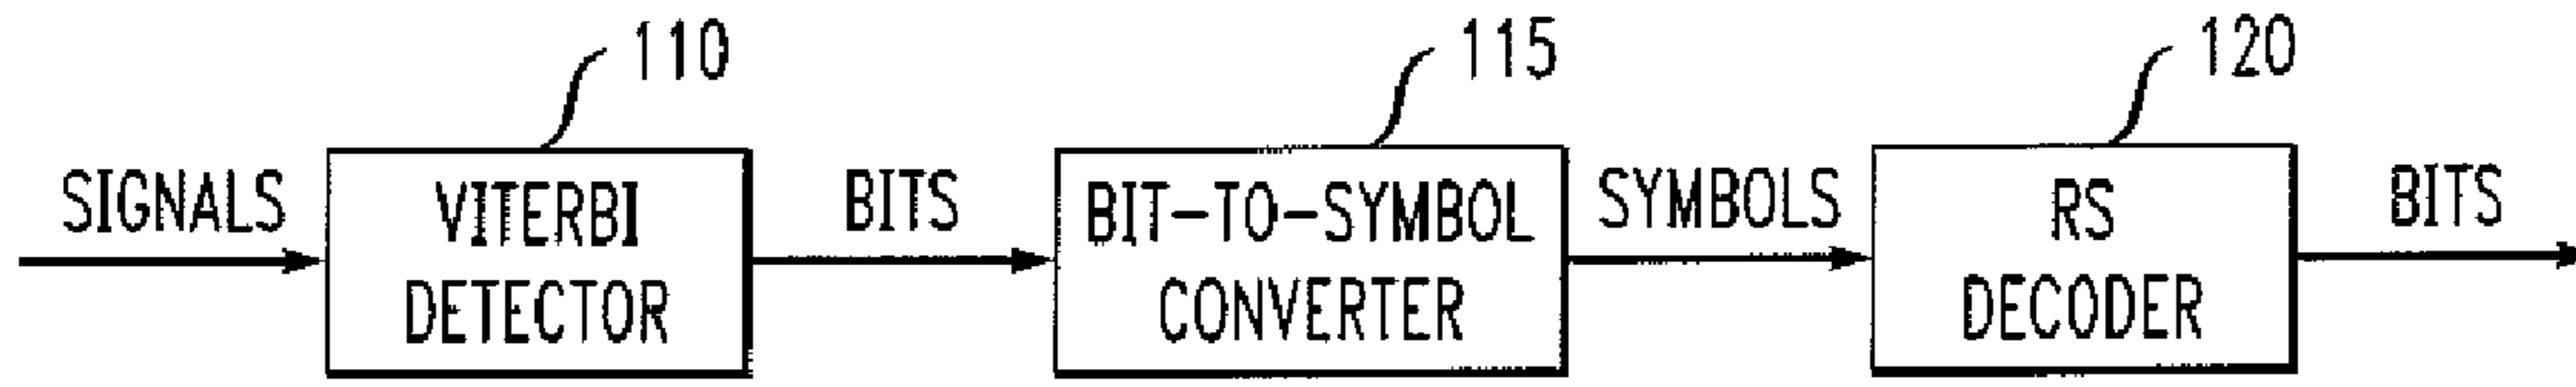 110
115
120
SIGNALS
VITERBI
DETECTOR
BITS
BIT-TO-SYMBOL
CONVERTER
SYMBOLS
RS
DECODER
BITS